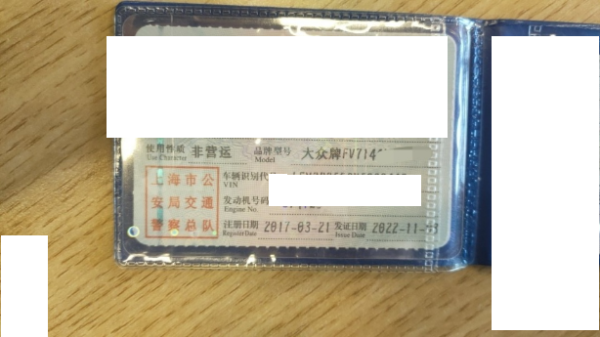 使用性质 非营运 品牌型号 大众牌FV714
Use Character Model
上海市公 车辆识别代
VIN
安局交通 发动机号码
Engine No.
警察总队 注册日期 2017-03-21 发证日期 2022-11-
Register Date Issue Date